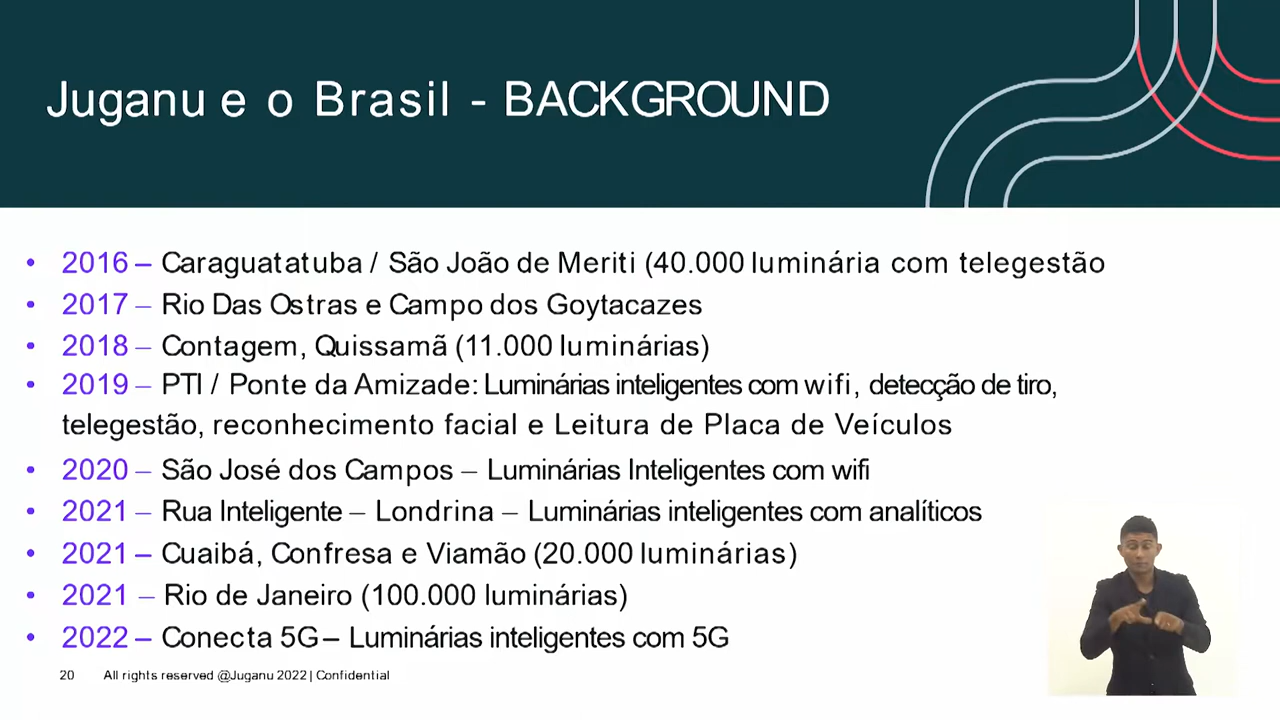 Juganu e o Brasil - BACKGROUND
• 2016 – Caraguatatuba / São João de Meriti (40.000 luminária com telegestão
• 2017 – Rio Das Ostras e Campo dos Goytacazes
• 2018 – Contagem, Quissamã (11.000 luminárias)
• 2019 – PTI / Ponte da Amizade: Luminárias inteligentes com wifi, detecção de tiro,
telegestão, reconhecimento facial e Leitura de Placa de Veículos
• 2020 – São José dos Campos – Luminárias Inteligentes com wifi
• 2021 – Rua Inteligente – Londrina – Luminárias inteligentes com analíticos
• 2021 – Cuaibá, Confresa e Viamão (20.000 luminárias)
• 2021 – Rio de Janeiro (100.000 luminárias)
• 2022 – Conecta 5G – Luminárias inteligentes com 5G
20 All rights reserved @Juganu 2022 | Confidential